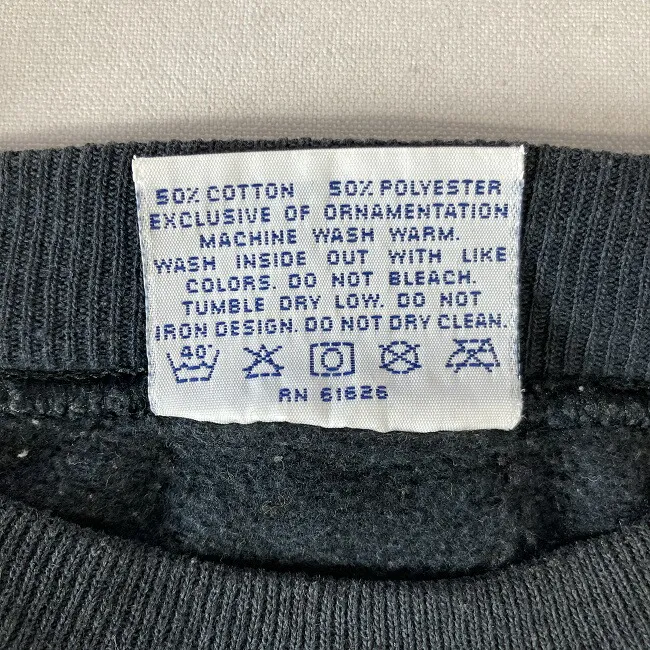 50% COTTON 50% POLYESTER
EXCLUSIVE OF ORNAMENTATION
MACHINE WASH WARM.
WASH INSIDE OUT WITH LIKE
COLORS. DO NOT BLEACH.
TUMBLE DRY LOW. DO NOT
IRON DESIGN. DO NOT DRY CLEAN.
40°
RN 61626